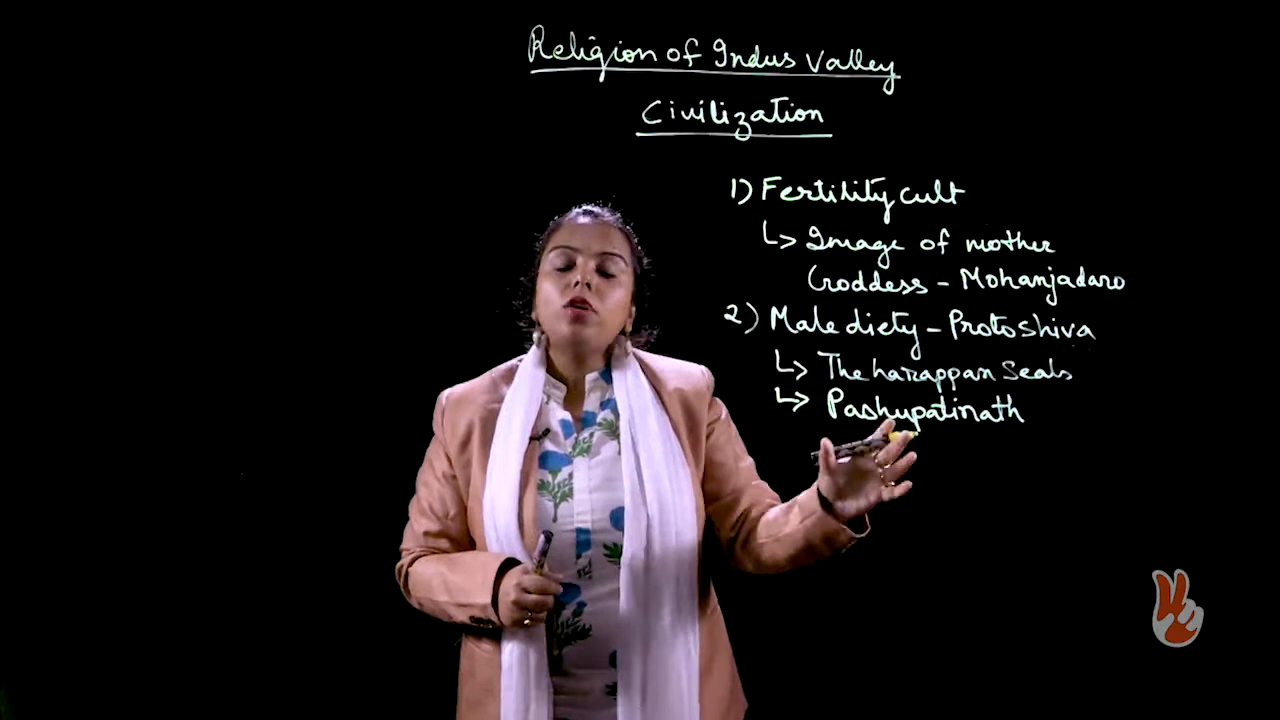 Religion of Indus Valley
Civilization
1) Fertility cult
↳ Image of mother
Goddess - Mohanjadaro
2) Male diety - Protoshiva
↳ The harappan Seals
↳ Pashupatinath